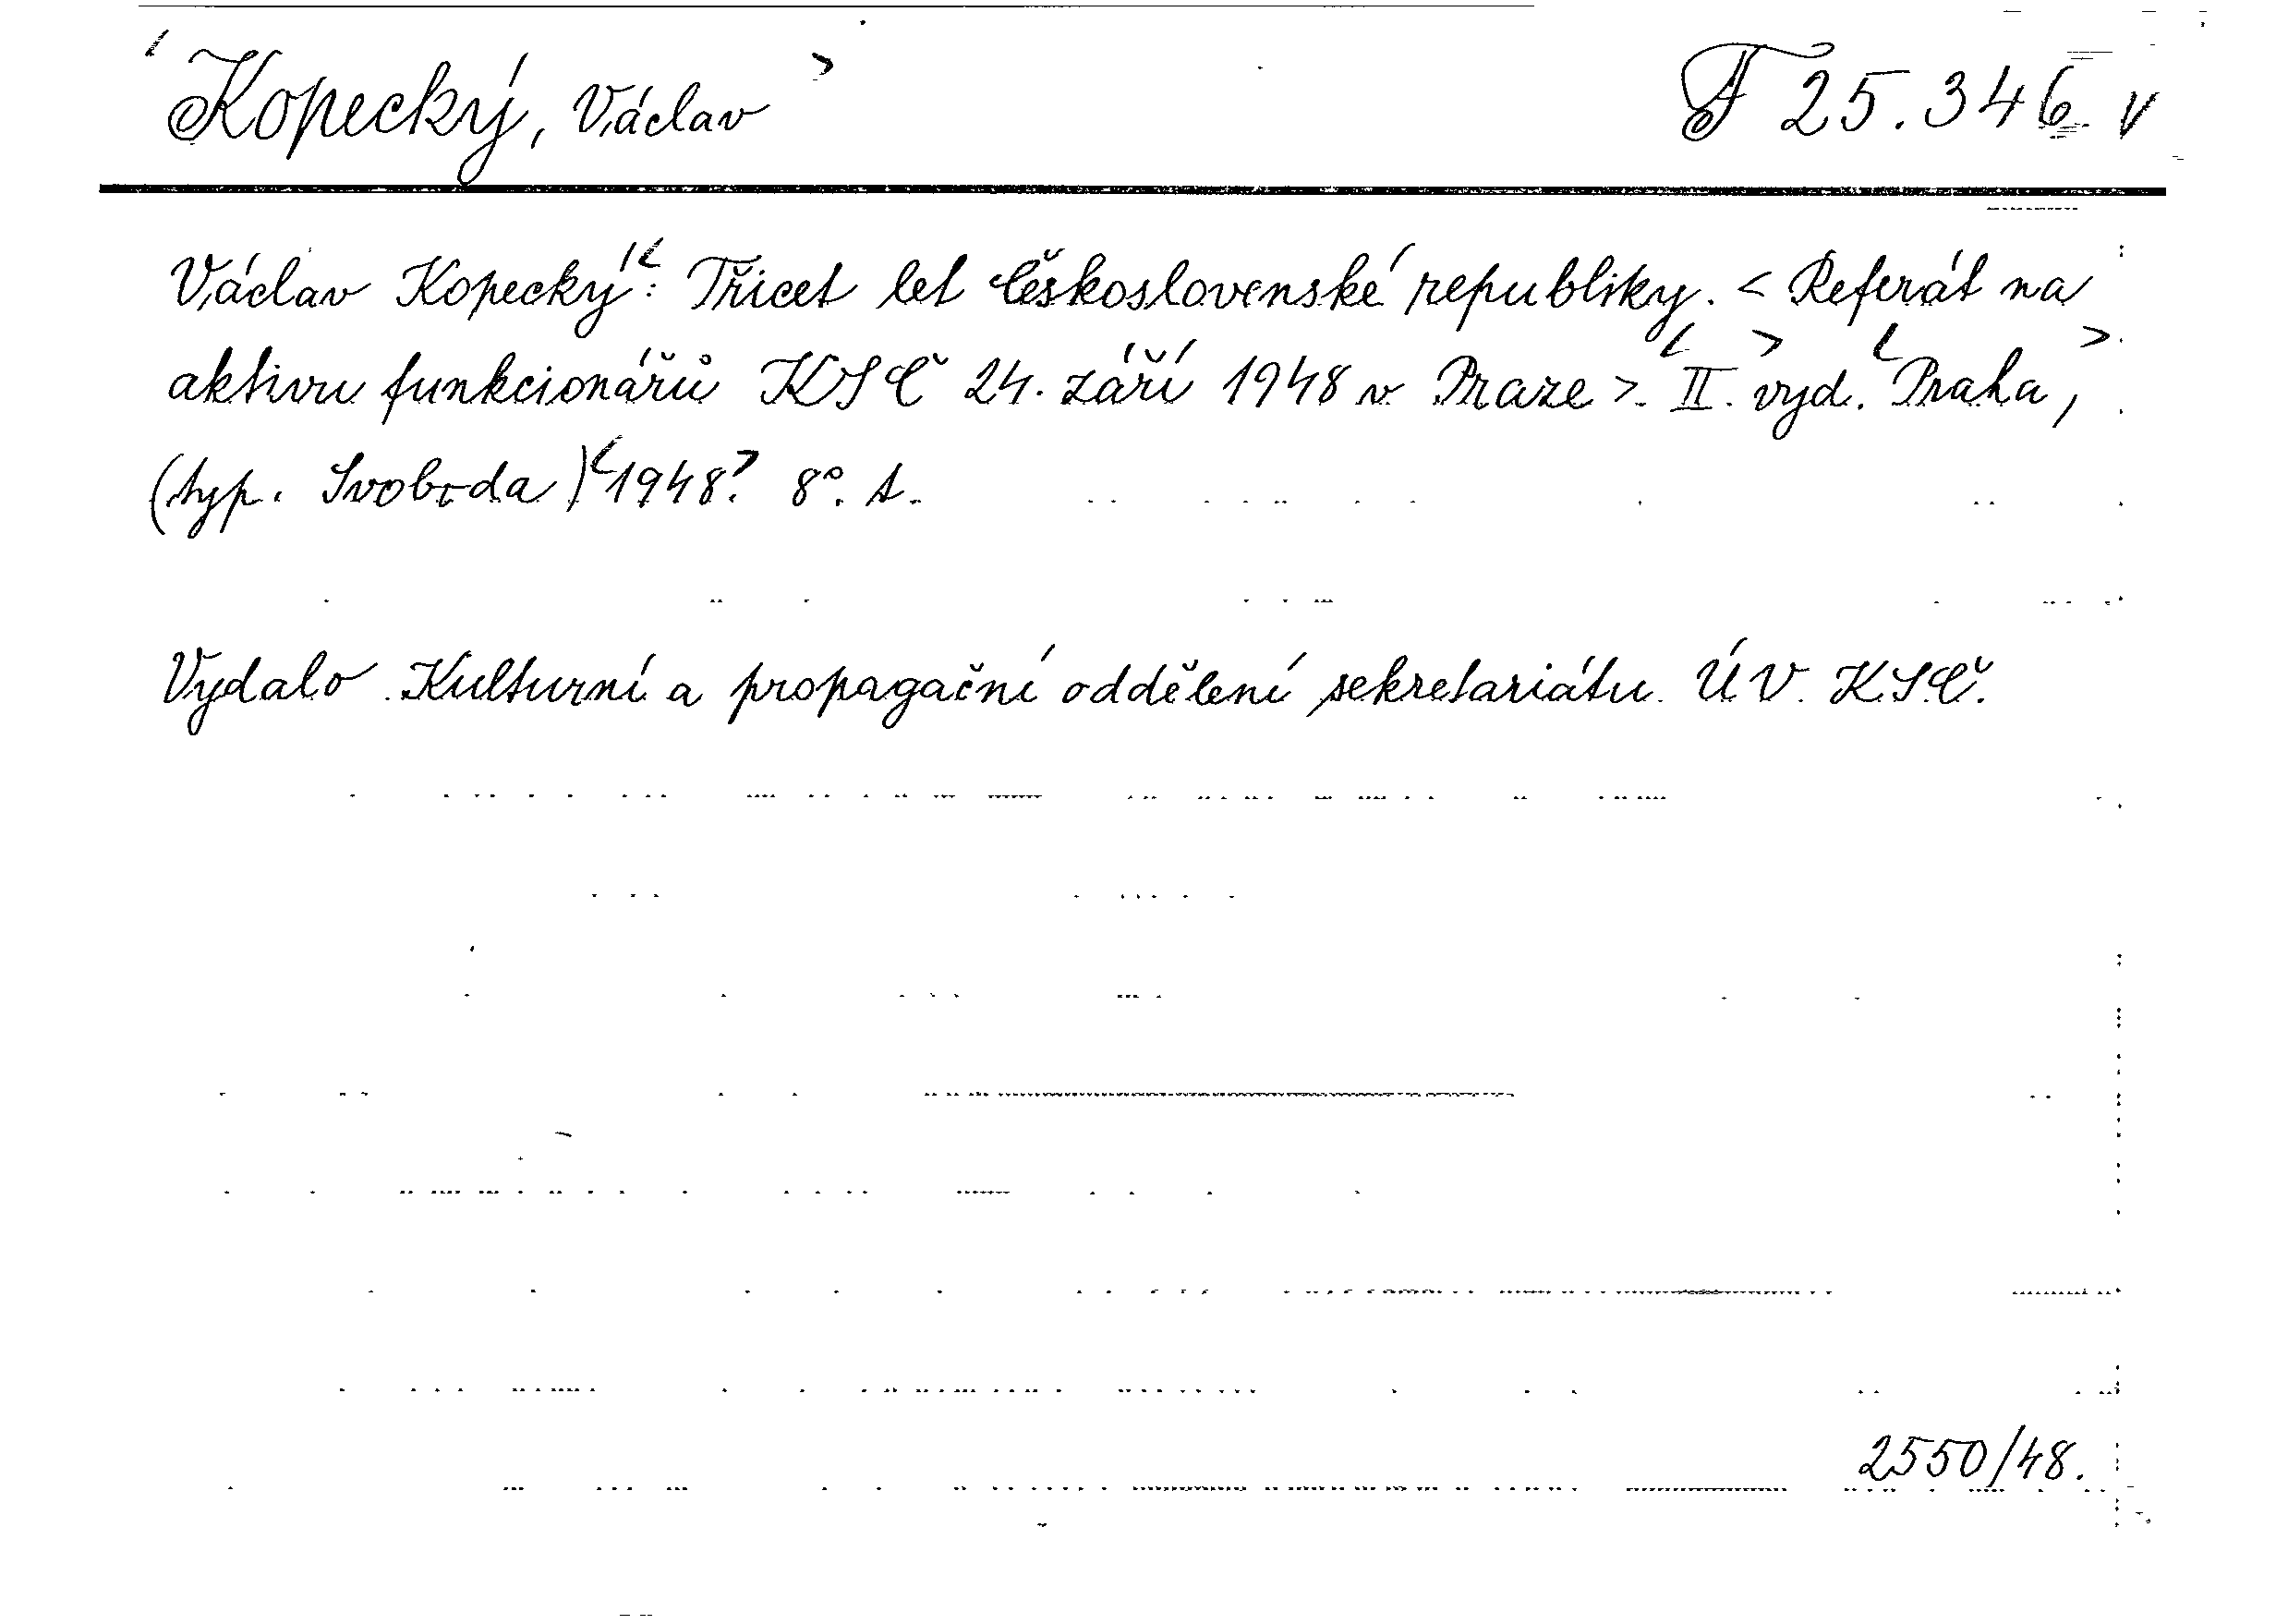 Kopecký, Václav F 25.346 v
Václav Kopecký: Třicet let Československé republiky. < Referát na
aktivu funkcionářů KSČ 24. září 1948 v Praze >. II. vyd. Praha,
(typ. Svoboda) 1948. 8°. s.
Vydalo Kulturní a propagační oddělení sekretariátu ÚV. KSČ.
2550/48.